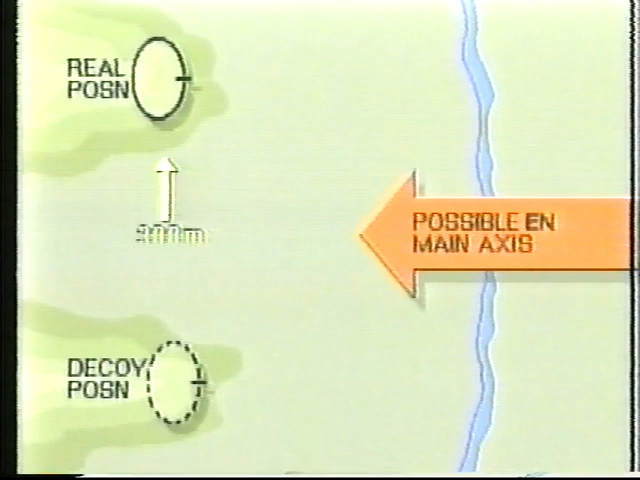 REAL
POSN
POSSIBLE EN
MAIN AXIS
DECOY
POSN